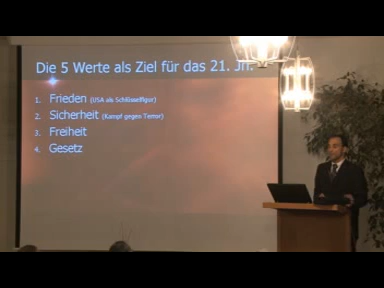 Die 5 Werte als Ziel für das 21. Jh.
1. Frieden (USA als Schlüsselfigur)
2. Sicherheit (Kampf gegen Terror)
3. Freiheit
4. Gesetz